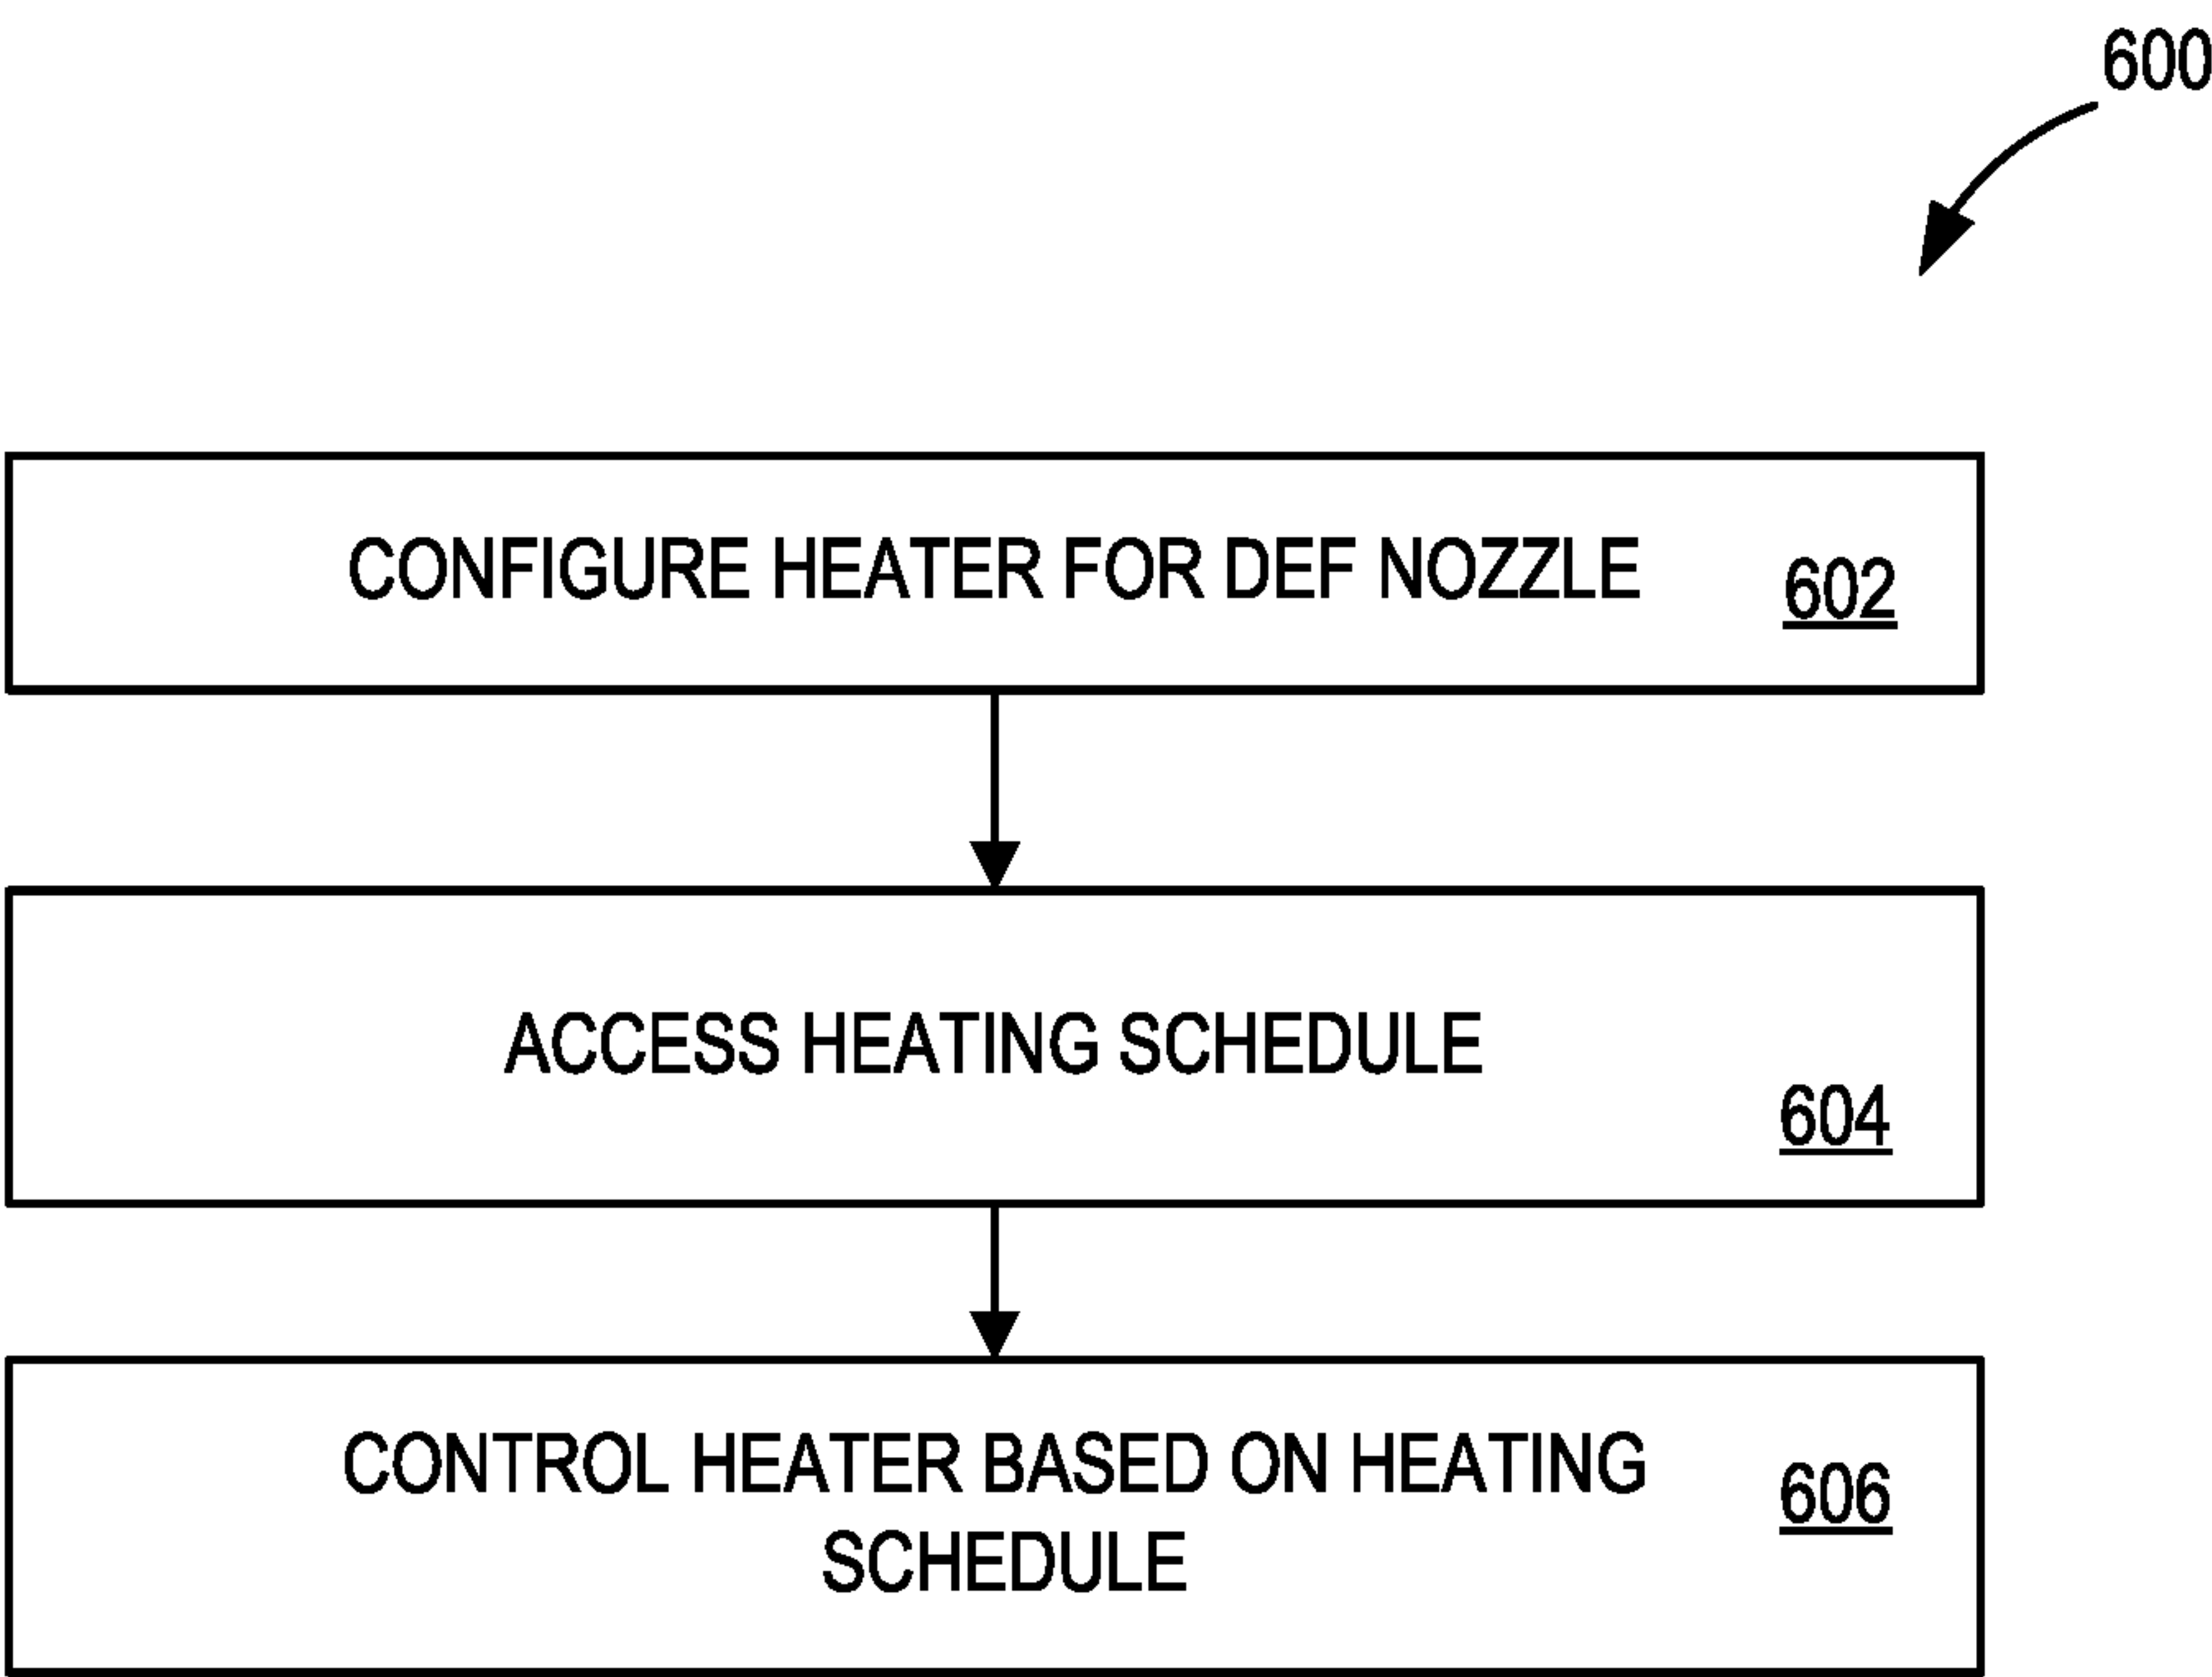 600
CONFIGURE HEATER FOR DEF NOZZLE
602
ACCESS HEATING SCHEDULE
604
CONTROL HEATER BASED ON HEATING
SCHEDULE
606